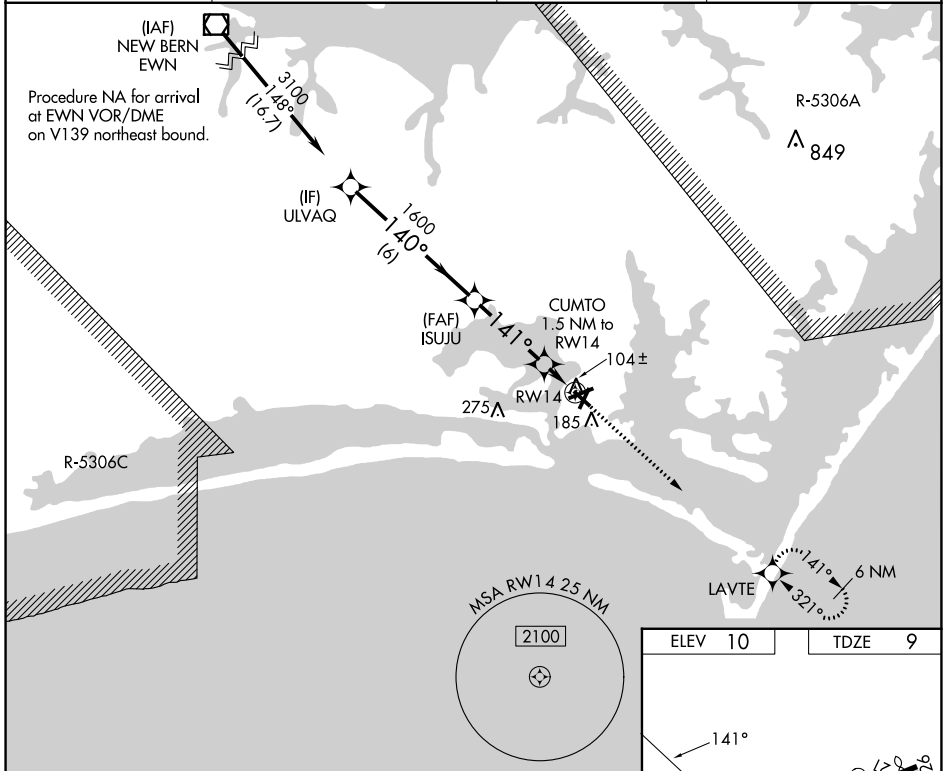 (IAF)
NEW BERN
EWN
3100
148°
(16.7)
Procedure NA for arrival
at EWN VOR/DME
on V139 northeast bound.
R-5306A
849
(IF)
ULVAQ
1600
140°
(6)
(FAF)
ISUJU
141°
CUMTO
1.5 NM to
RW14
104±
RW14
275
185
R-5306C
LAVTE
141°
321°
6 NM
MSA RW14 25 NM
2100
ELEV 10
TDZE 9
141°
26